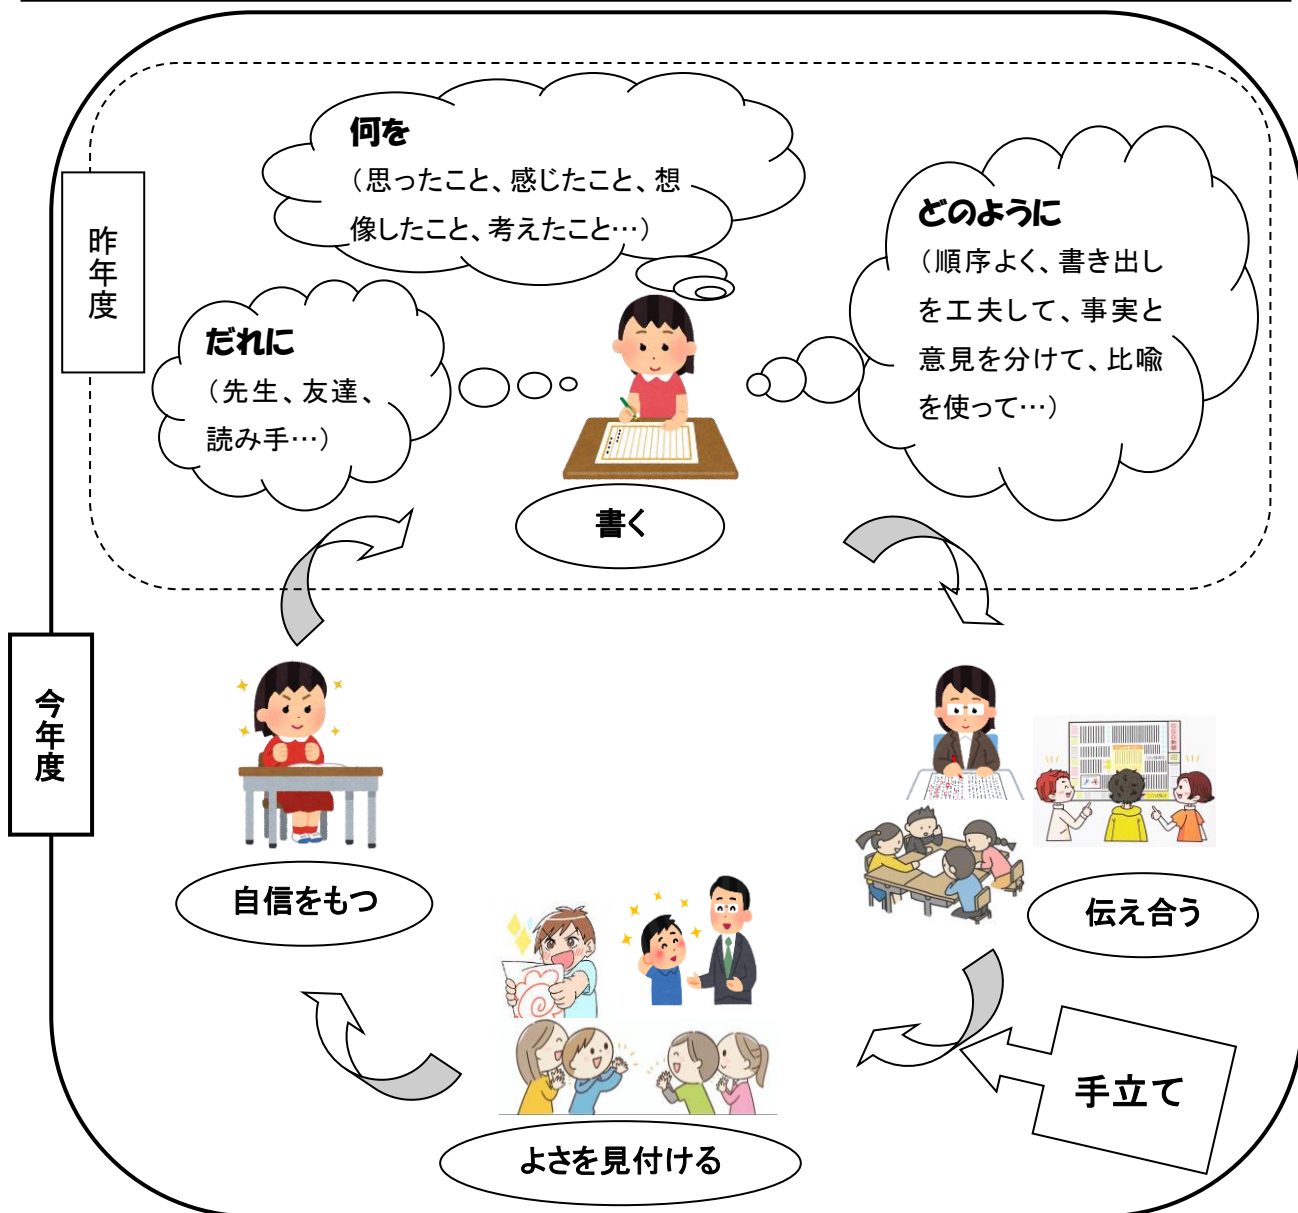 何を
（思ったこと、感じたこと、想
像したこと、考えたこと…）
どのように
（順序よく、書き出し
を工夫して、事実と
意見を分けて、比喩
を使って…）
昨年度
だれに
（先生、友達、
読み手…）
書く
今年度
自信をもつ
伝え合う
手立て
よさを見付ける